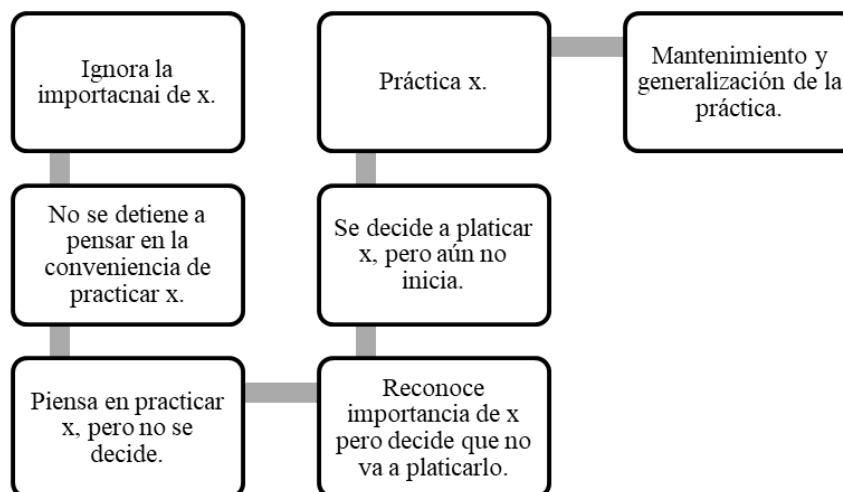 Ignora la
importacnai de x.
No se detiene a
pensar en la
conveniencia de
practicar x.
Piensa en practicar
x, pero no se
decide.
Reconoce
importancia de x
pero decide que no
va a platicarlo.
Se decide a platicar
x, pero aún no
inicia.
Práctica x.
Mantenimiento y
generalización de la
práctica.